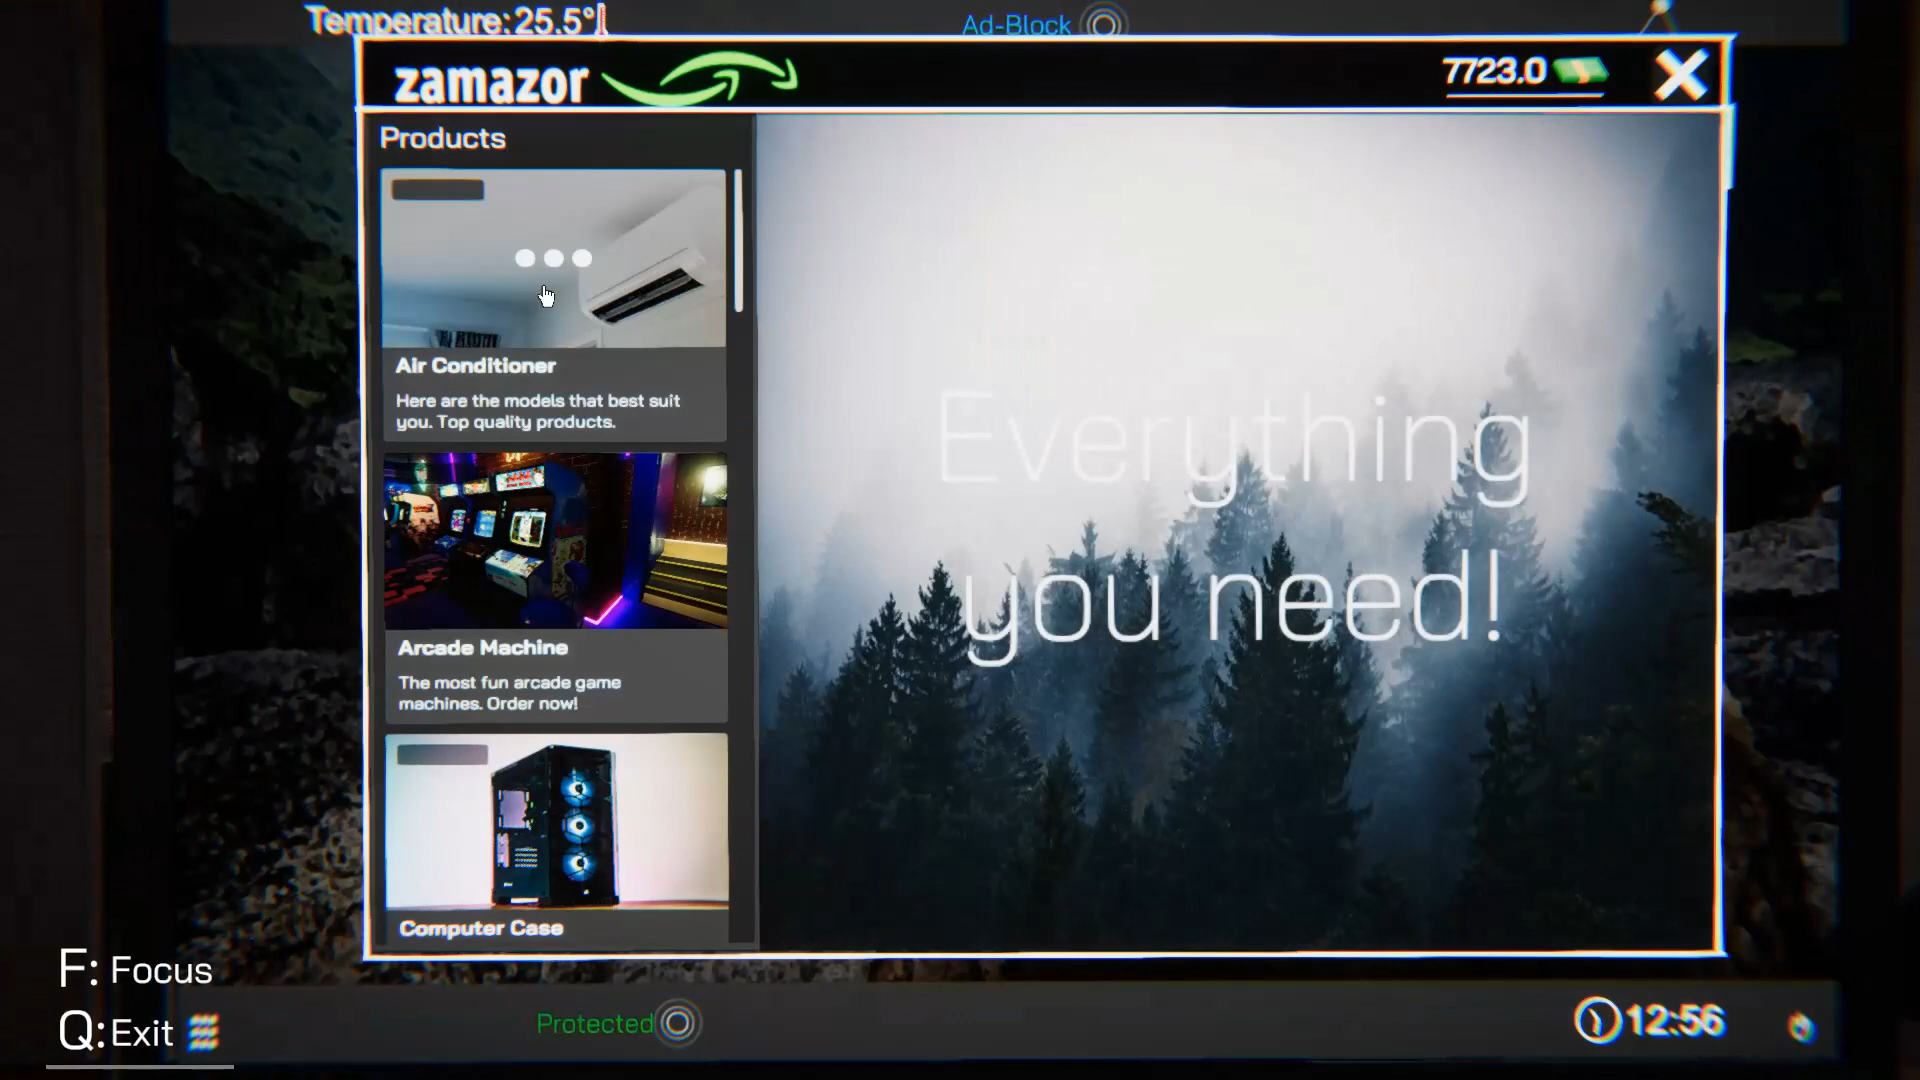 Temperature: 25.5°
Ad-Block
zamazor
7723.0
Products
Air Conditioner
Here are the models that best suit
you. Top quality products.
Arcade Machine
The most fun arcade game
machines. Order now!
Computer Case
Everything
you need!
F: Focus
Q: Exit
Protected
12:56